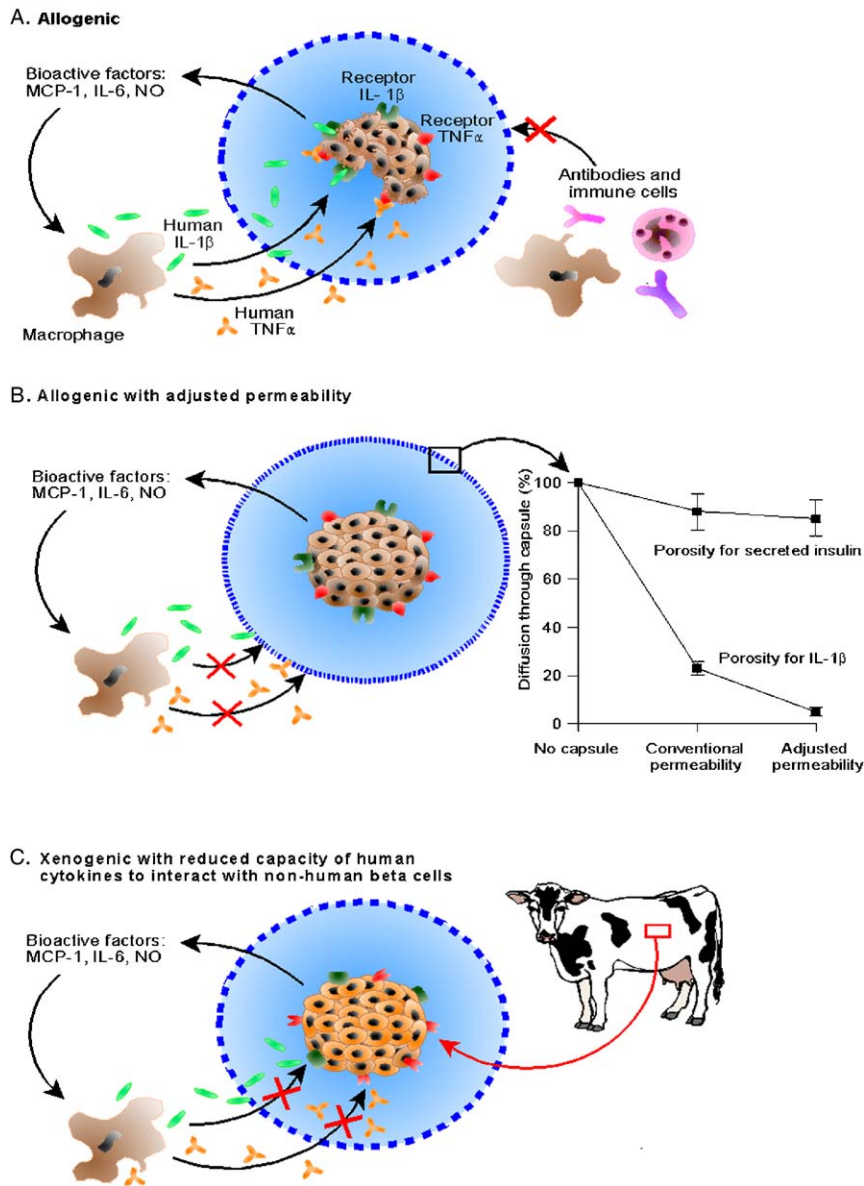 A. Allogenic
Bioactive factors:
MCP-1, IL-6, NO
Receptor
IL- 1β
Receptor
TNFα
Antibodies and
immune cells
Human
IL-1β
Human
TNFα
Macrophage
B. Allogenic with adjusted permeability
Bioactive factors:
MCP-1, IL-6, NO
Diffusion through capsule (%)
100
80
60
40
20
0
Porosity for secreted insulin
Porosity for IL-1β
No capsule
Conventional
permeability
Adjusted
permeability
C. Xenogenic with reduced capacity of human
cytokines to interact with non-human beta cells
Bioactive factors:
MCP-1, IL-6, NO